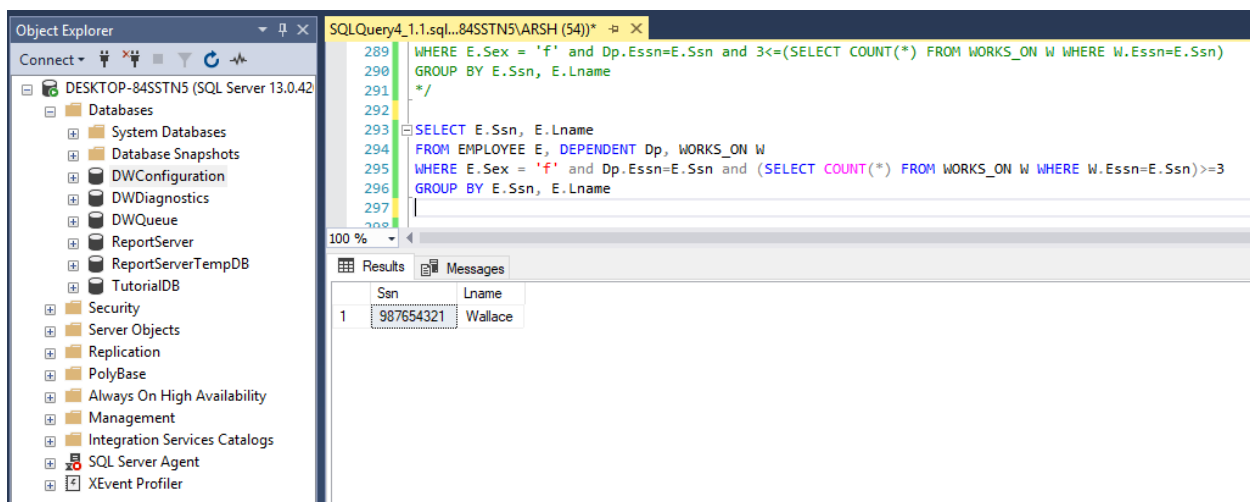 Object Explorer
Connect
DESKTOP-84SSTN5 (SQL Server 13.0.42
Databases
System Databases
Database Snapshots
DWConfiguration
DWDiagnostics
DWQueue
ReportServer
ReportServerTempDB
TutorialDB
Security
Server Objects
Replication
PolyBase
Always On High Availability
Management
Integration Services Catalogs
SQL Server Agent
XEvent Profiler
SQLQuery4_1.1.sql...84SSTN5\ARSH (54))*
289 WHERE E.Sex = 'f' and Dp.Essn=E.Ssn and 3<=(SELECT COUNT(*) FROM WORKS_ON W WHERE W.Essn=E.Ssn)
290 GROUP BY E.Ssn, E.Lname
291 */
292
293 SELECT E.Ssn, E.Lname
294 FROM EMPLOYEE E, DEPENDENT Dp, WORKS_ON W
295 WHERE E.Sex = 'f' and Dp.Essn=E.Ssn and (SELECT COUNT(*) FROM WORKS_ON W WHERE W.Essn=E.Ssn)>=3
296 GROUP BY E.Ssn, E.Lname
297
298
100 %
Results Messages
Ssn Lname
1 987654321 Wallace